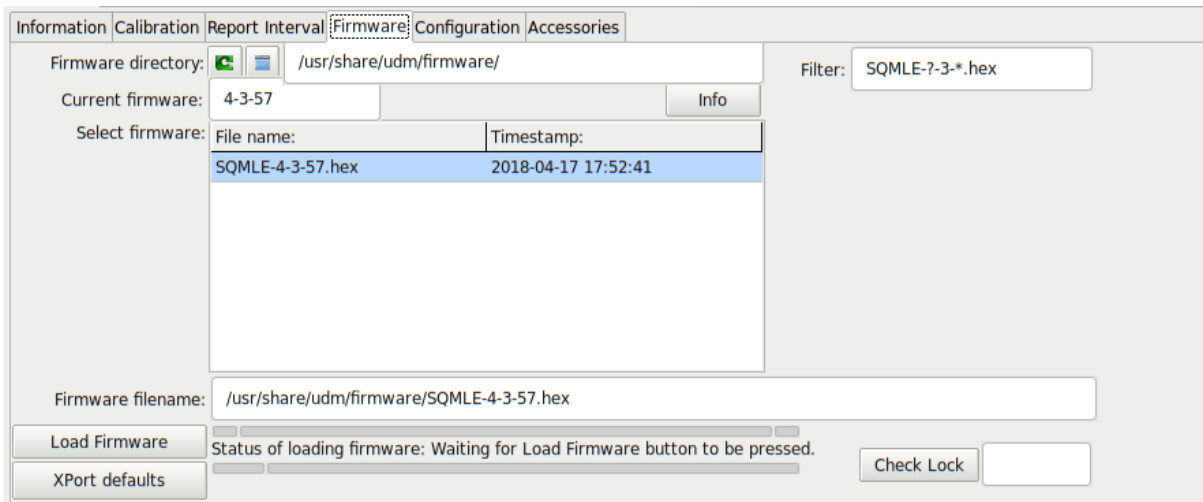 Information Calibration Report Interval Firmware Configuration Accessories
Firmware directory: /usr/share/udm/firmware/ Filter: SQMLE-?-3-*.hex
Current firmware: 4-3-57 Info
Select firmware: File name: Timestamp:
SQMLE-4-3-57.hex 2018-04-17 17:52:41
Firmware filename: /usr/share/udm/firmware/SQMLE-4-3-57.hex
Load Firmware
Status of loading firmware: Waiting for Load Firmware button to be pressed.
Check Lock
XPort defaults